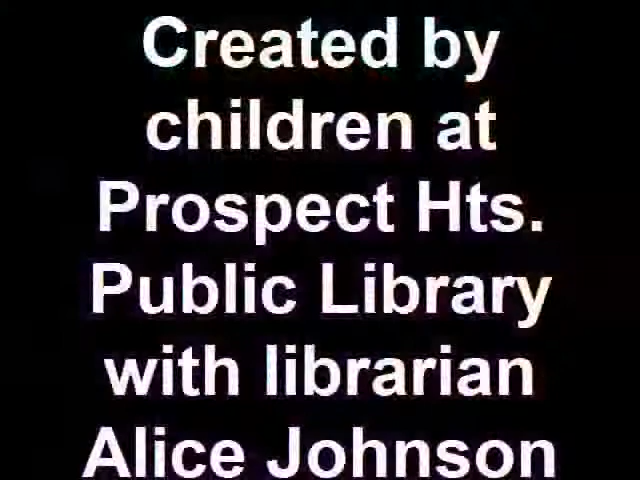 Created by
children at
Prospect Hts.
Public Library
with librarian
Alice Johnson